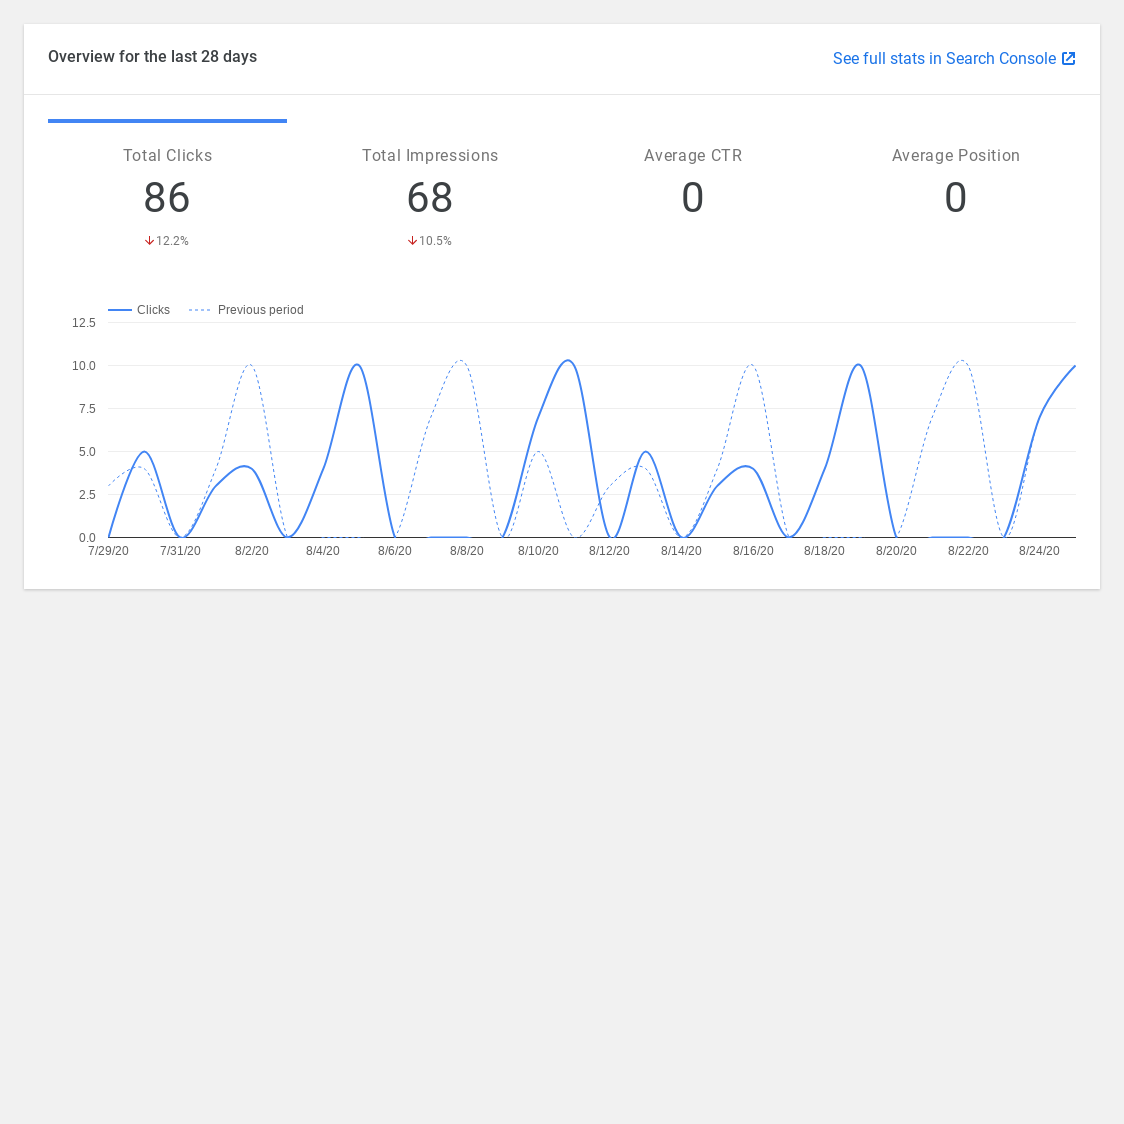 Overview for the last 28 days
See full stats in Search Console
Total Clicks
86
12.2%
Total Impressions
68
10.5%
Average CTR
0
Average Position
0
Clicks
Previous period
12.5
10.0
7.5
5.0
2.5
0.0
7/29/20 7/31/20 8/2/20 8/4/20 8/6/20 8/8/20 8/10/20 8/12/20 8/14/20 8/16/20 8/18/20 8/20/20 8/22/20 8/24/20